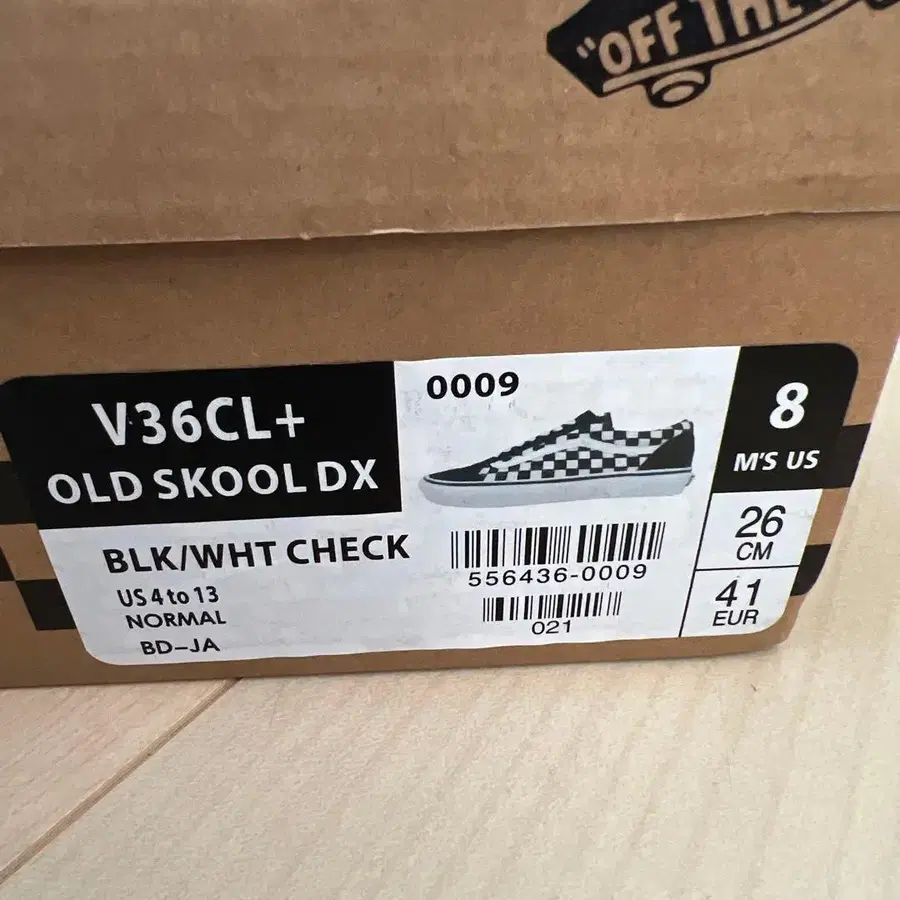 "OFF THE
V36CL+
OLD SKOOL DX
BLK/WHT CHECK
US 4 to 13
NORMAL
BD-JA
0009
556436-0009
021
8
M'S US
26
CM
41
EUR